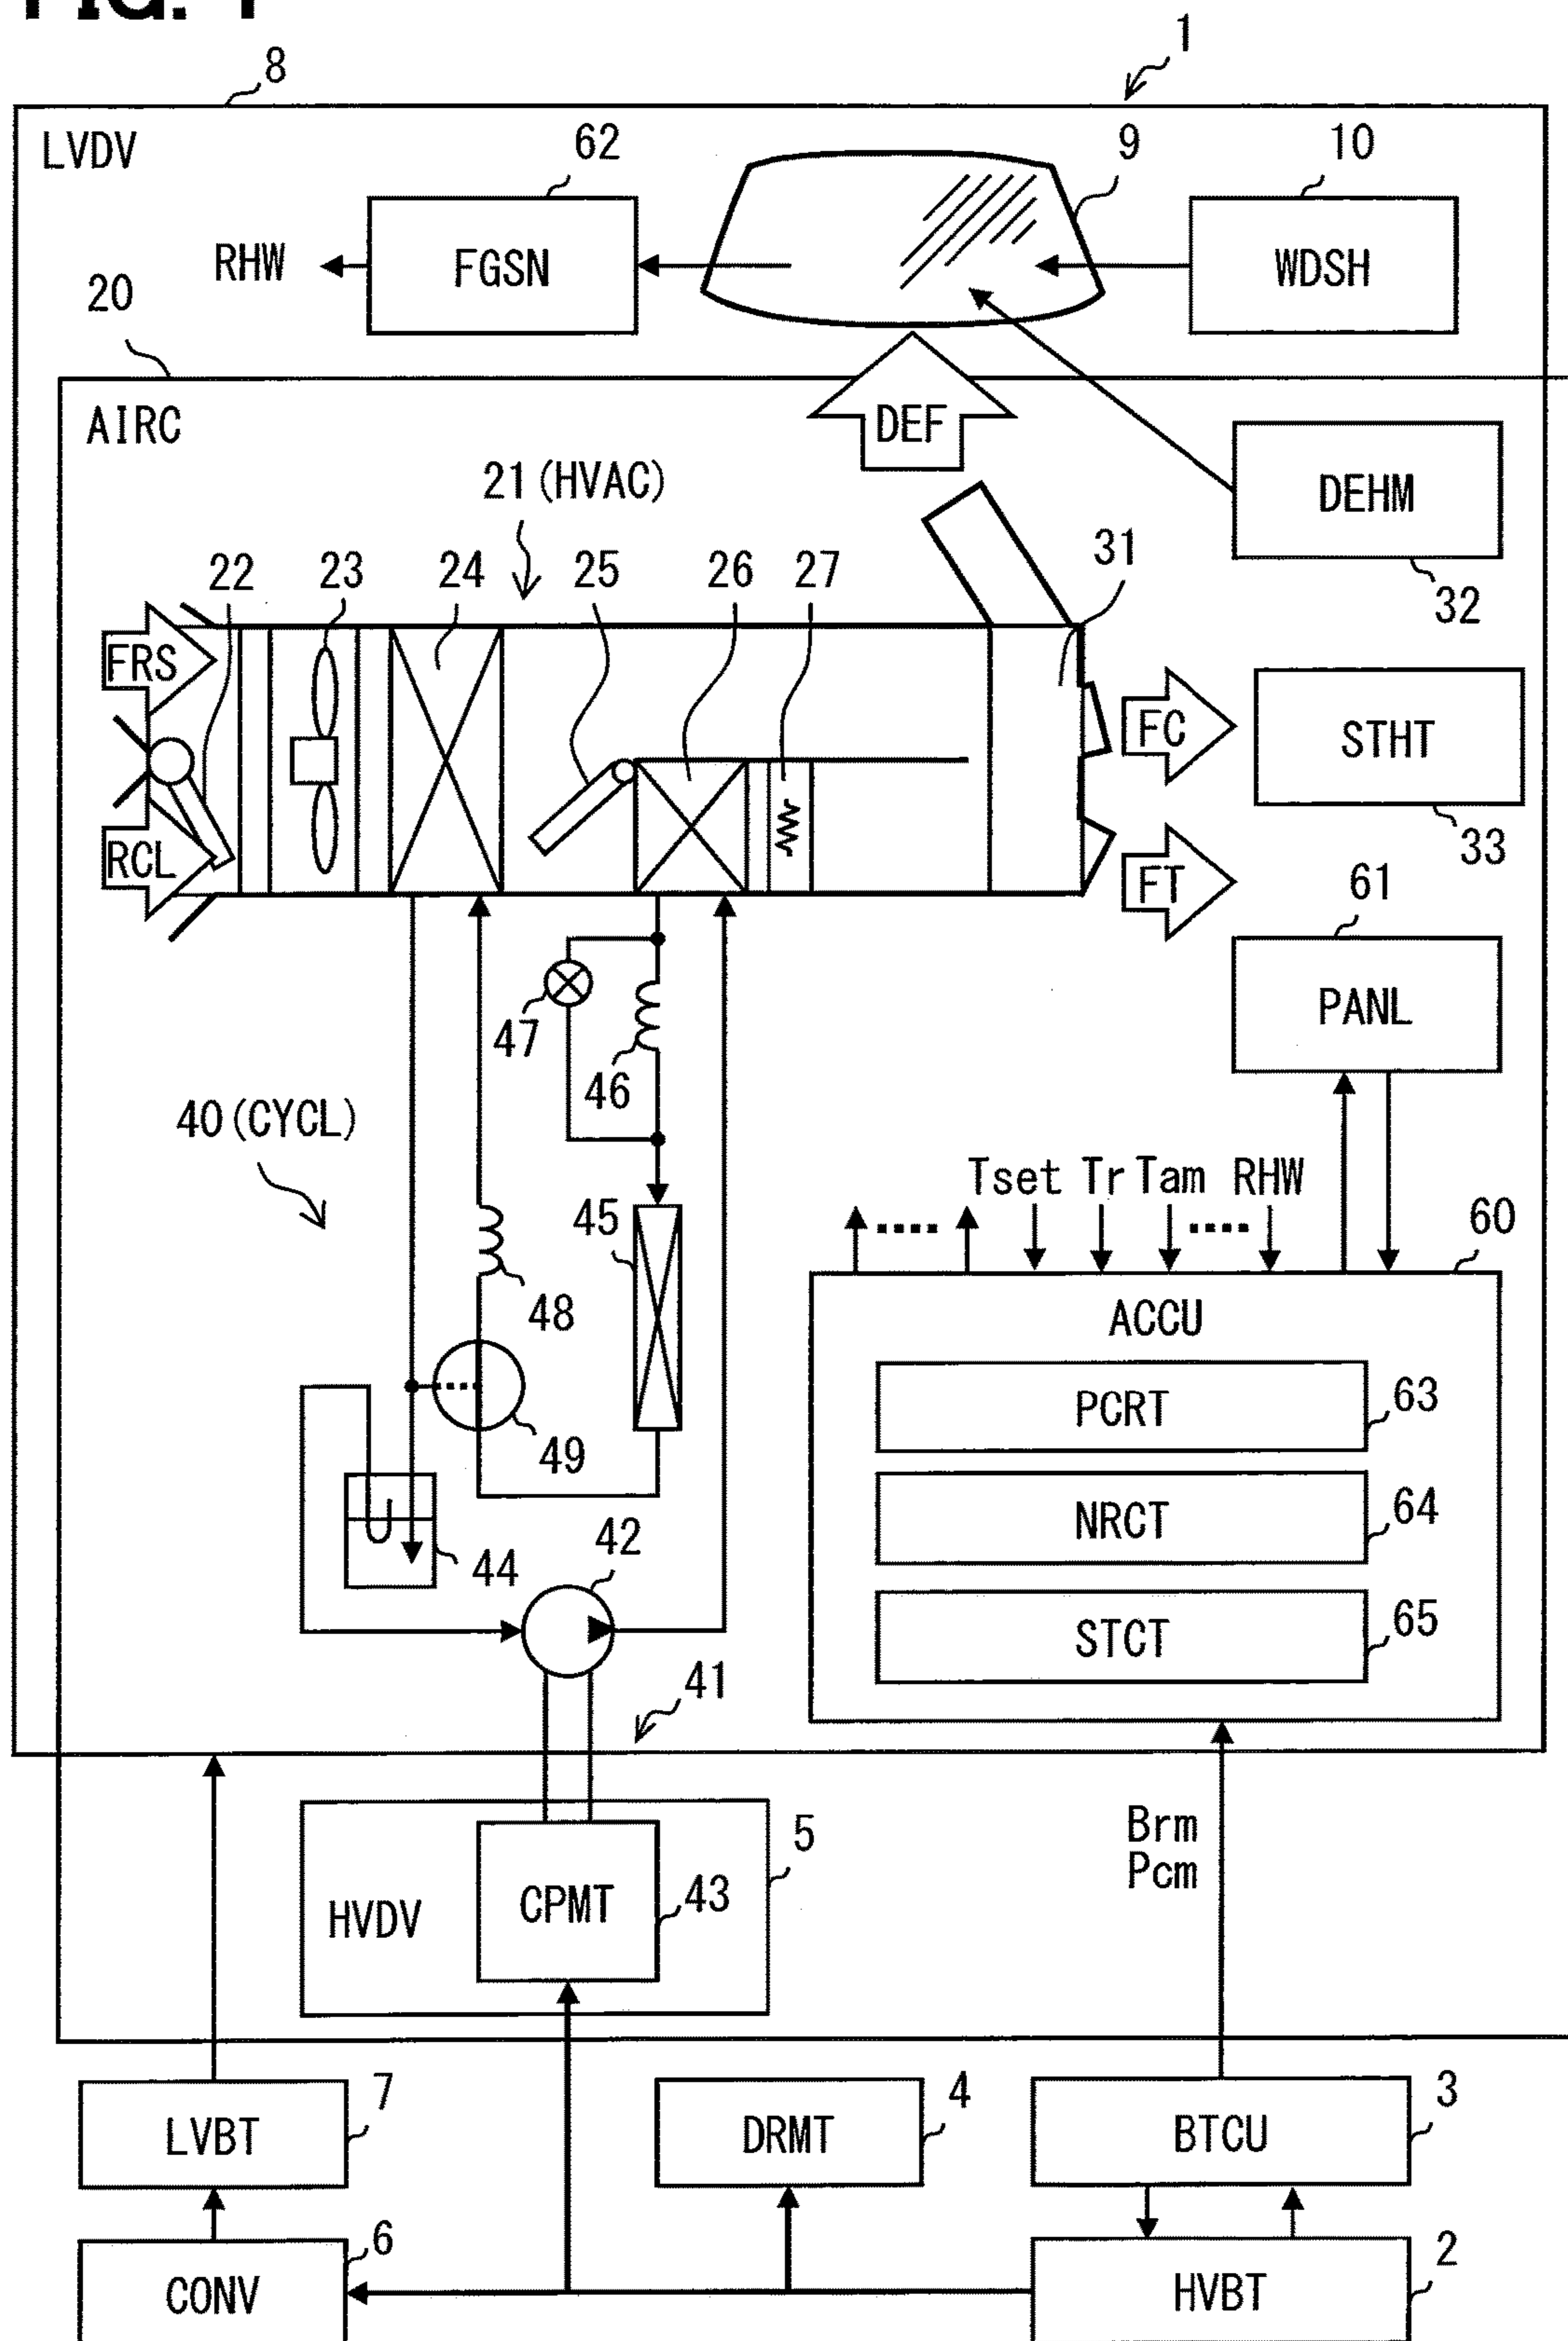 FIG. 1
1
8
LVDV
62
9
10
RHW
FGSN
WDSH
20
AIRC
DEF
21(HVAC)
DEHM
22
23
24
25
26
27
31
32
FRS
FC
STHT
RCL
33
FT
61
PANL
47
46
40(CYCL)
Tset Tr Tam RHW
45
60
48
ACCU
PCRT
63
49
NRCT
64
42
44
STCT
65
41
Brm
Pcm
5
HVDV
CPMT
43
7
4
3
LVBT
DRMT
BTCU
6
2
CONV
HVBT